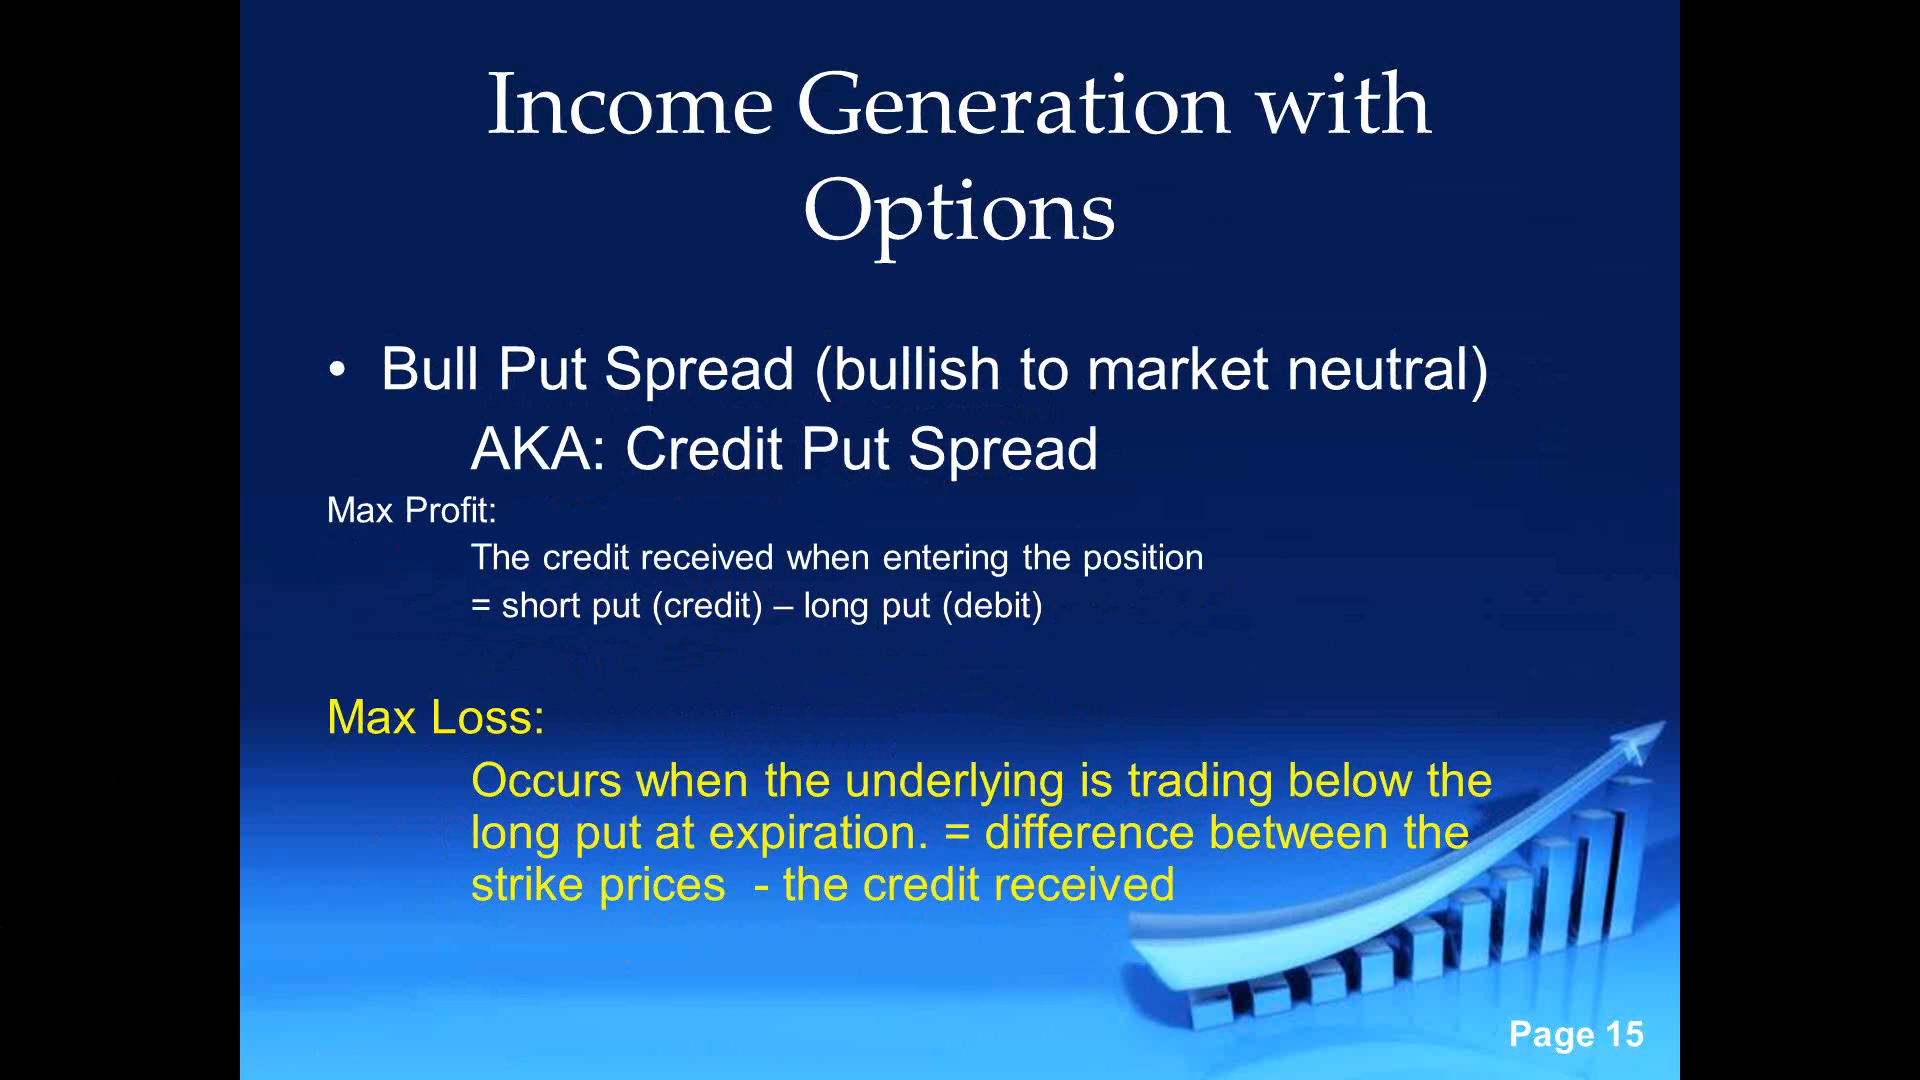 Income Generation with
Options
• Bull Put Spread (bullish to market neutral)
AKA: Credit Put Spread
Max Profit:
The credit received when entering the position
= short put (credit) – long put (debit)
Max Loss:
Occurs when the underlying is trading below the
long put at expiration. = difference between the
strike prices  - the credit received
Page 15